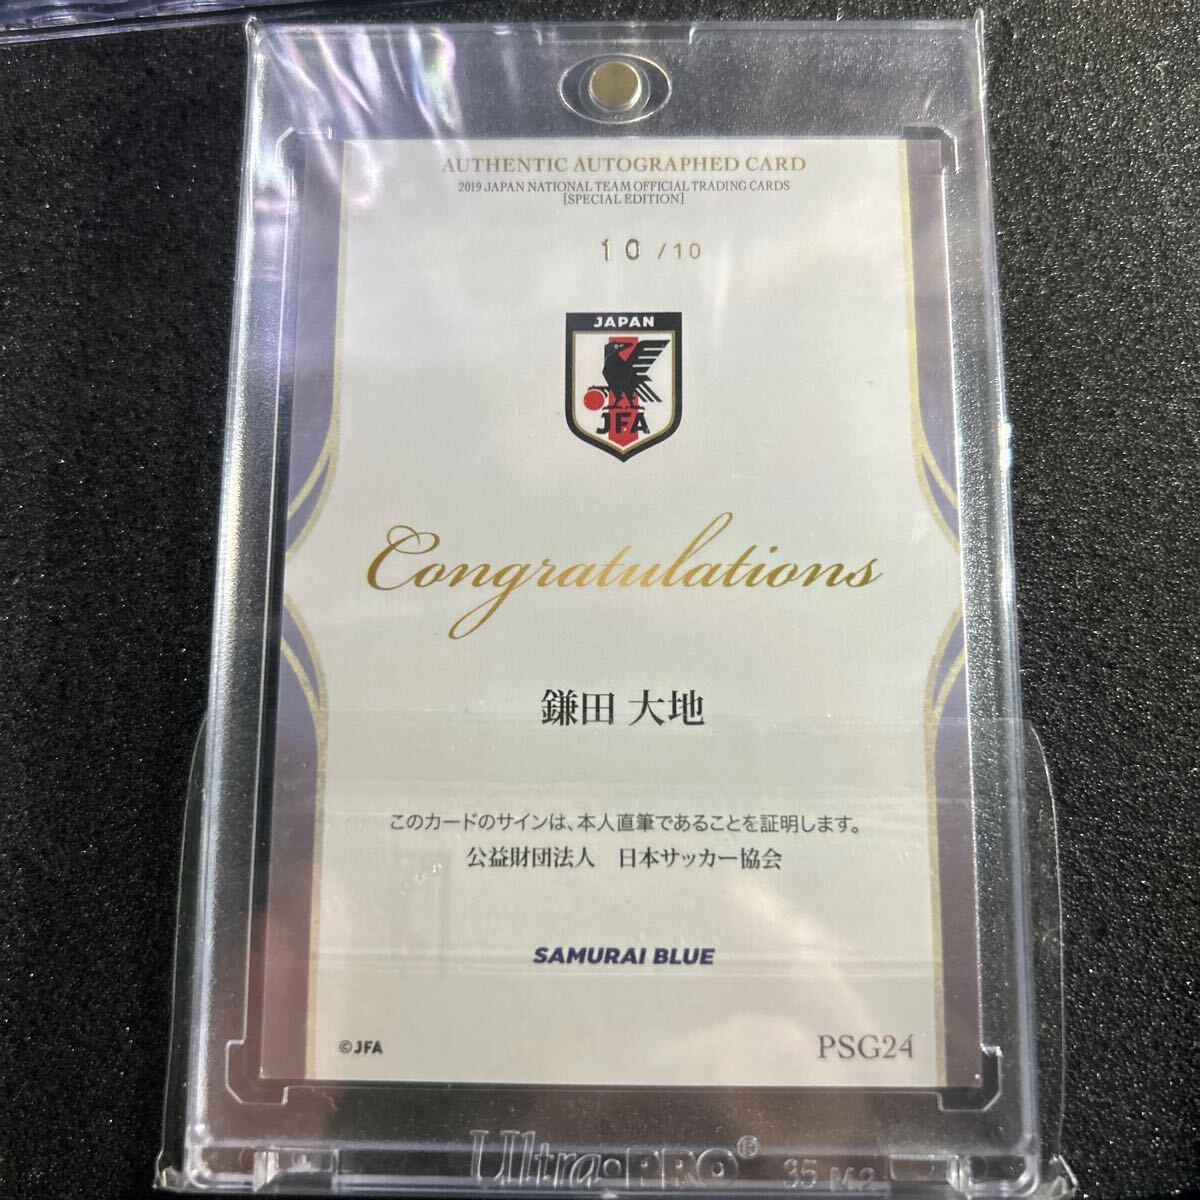 AUTHENTIC AUTOGRAPHED CARD
2019 JAPAN NATIONAL TEAM OFFICIAL TRADING CARDS
[SPECIAL EDITION]
10/10
JAPAN
JFA
Congratulations
鎌田 大地
このカードのサインは、本人直筆であることを証明します。
公益財団法人　日本サッカー協会
SAMURAI BLUE
©JFA
PSG24
Ultra·PRO® 35 M2